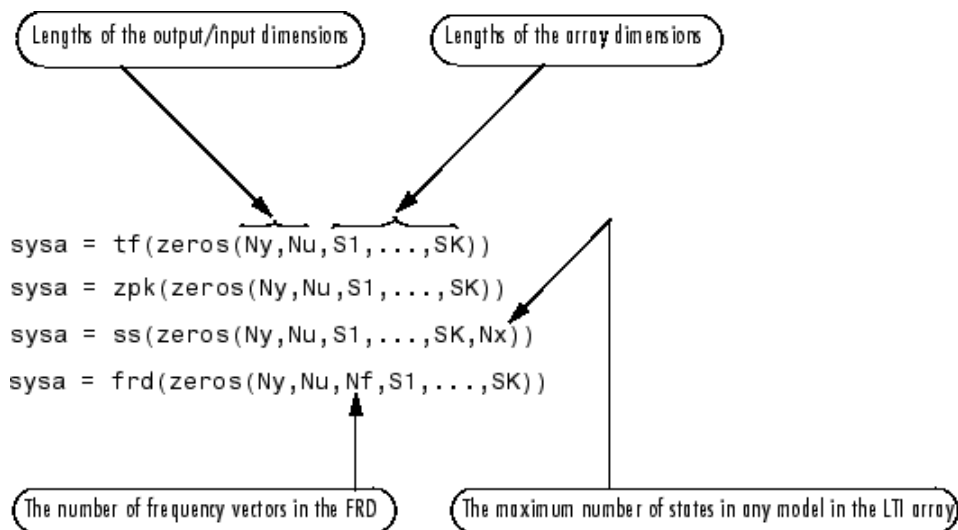 Lengths of the output/input dimensions
Lengths of the array dimensions
sysa = tf(zeros(Ny,Nu,S1,...,SK))
sysa = zpk(zeros(Ny,Nu,S1,...,SK))
sysa = ss(zeros(Ny,Nu,S1,...,SK,Nx))
sysa = frd(zeros(Ny,Nu,Nf,S1,...,SK))
The number of frequency vectors in the FRD
The maximum number of states in any model in the LTI array